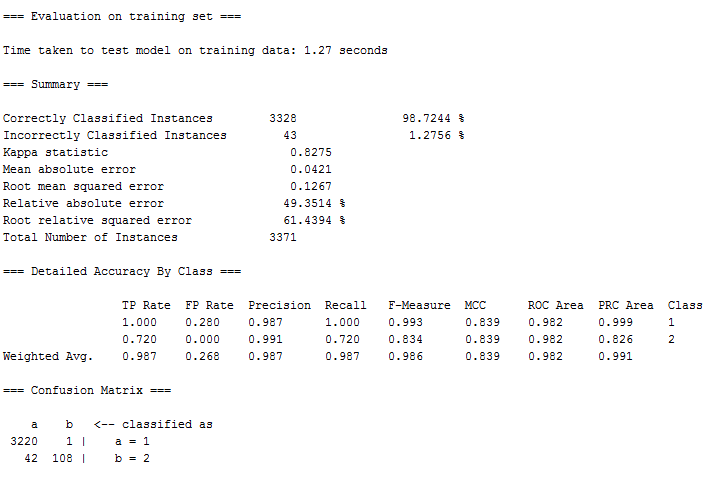 === Evaluation on training set ===
Time taken to test model on training data: 1.27 seconds
=== Summary ===
Correctly Classified Instances        3328               98.7244 %
Incorrectly Classified Instances        43                1.2756 %
Kappa statistic                          0.8275
Mean absolute error                      0.0421
Root mean squared error                  0.1267
Relative absolute error                 49.3514 %
Root relative squared error             61.4394 %
Total Number of Instances             3371
=== Detailed Accuracy By Class ===
                 TP Rate  FP Rate  Precision  Recall   F-Measure  MCC      ROC Area  PRC Area  Class
                 1.000    0.280    0.987      1.000    0.993      0.839    0.982     0.999     1
                 0.720    0.000    0.991      0.720    0.834      0.839    0.982     0.826     2
Weighted Avg.    0.987    0.268    0.987      0.987    0.986      0.839    0.982     0.991
=== Confusion Matrix ===
    a    b   <-- classified as
 3220    1 |    a = 1
   42  108 |    b = 2